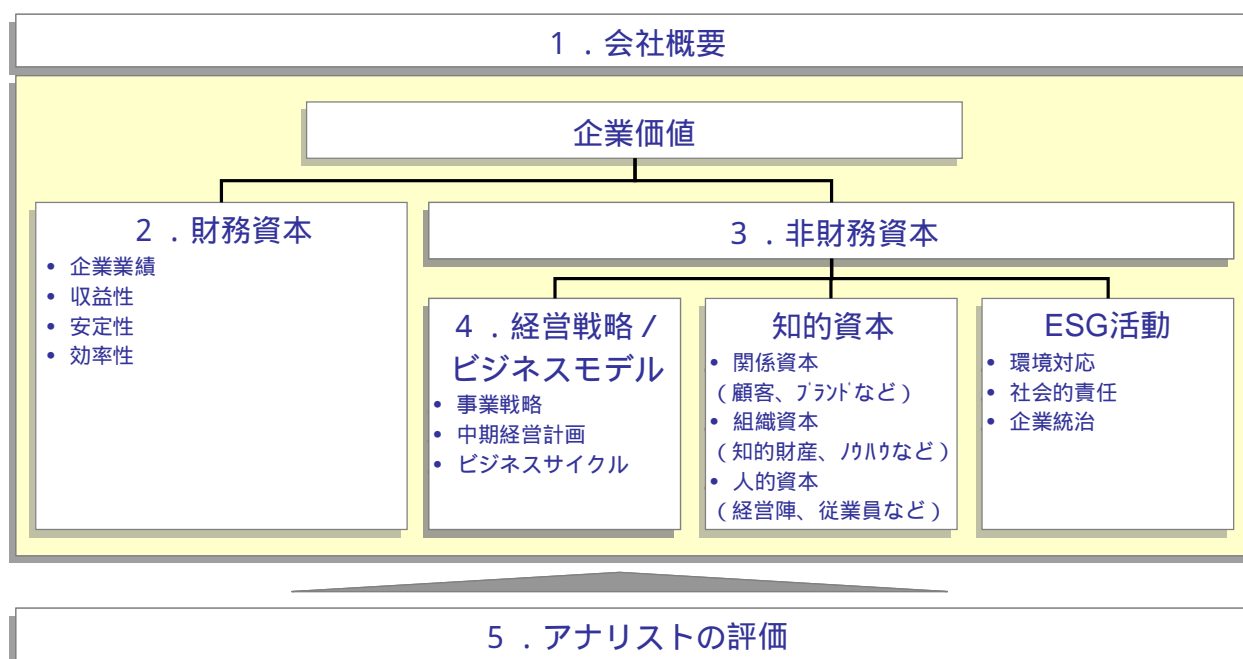 1．会社概要
企業価値
2．財務資本
• 企業業績
• 収益性
• 安定性
• 効率性
3．非財務資本
4．経営戦略/
ビジネスモデル
• 事業戦略
• 中期経営計画
• ビジネスサイクル
知的資本
• 関係資本
(顧客、ﾌﾞﾗﾝﾄﾞなど)
• 組織資本
(知的財産、ﾉｳﾊｳなど)
• 人的資本
(経営陣、従業員など)
ESG活動
• 環境対応
• 社会的責任
• 企業統治
5．アナリストの評価